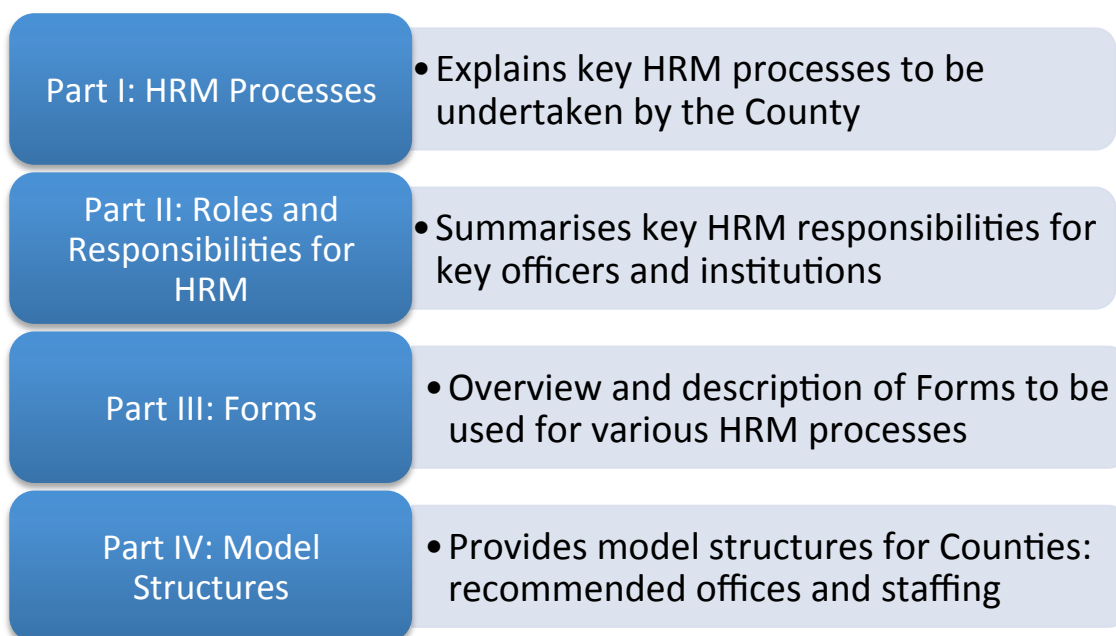 Part I: HRM Processes
• Explains key HRM processes to be
undertaken by the County
Part II: Roles and
Responsibilities for
HRM
• Summarises key HRM responsibilities for
key officers and institutions
Part III: Forms
• Overview and description of Forms to be
used for various HRM processes
Part IV: Model
Structures
• Provides model structures for Counties:
recommended offices and staffing